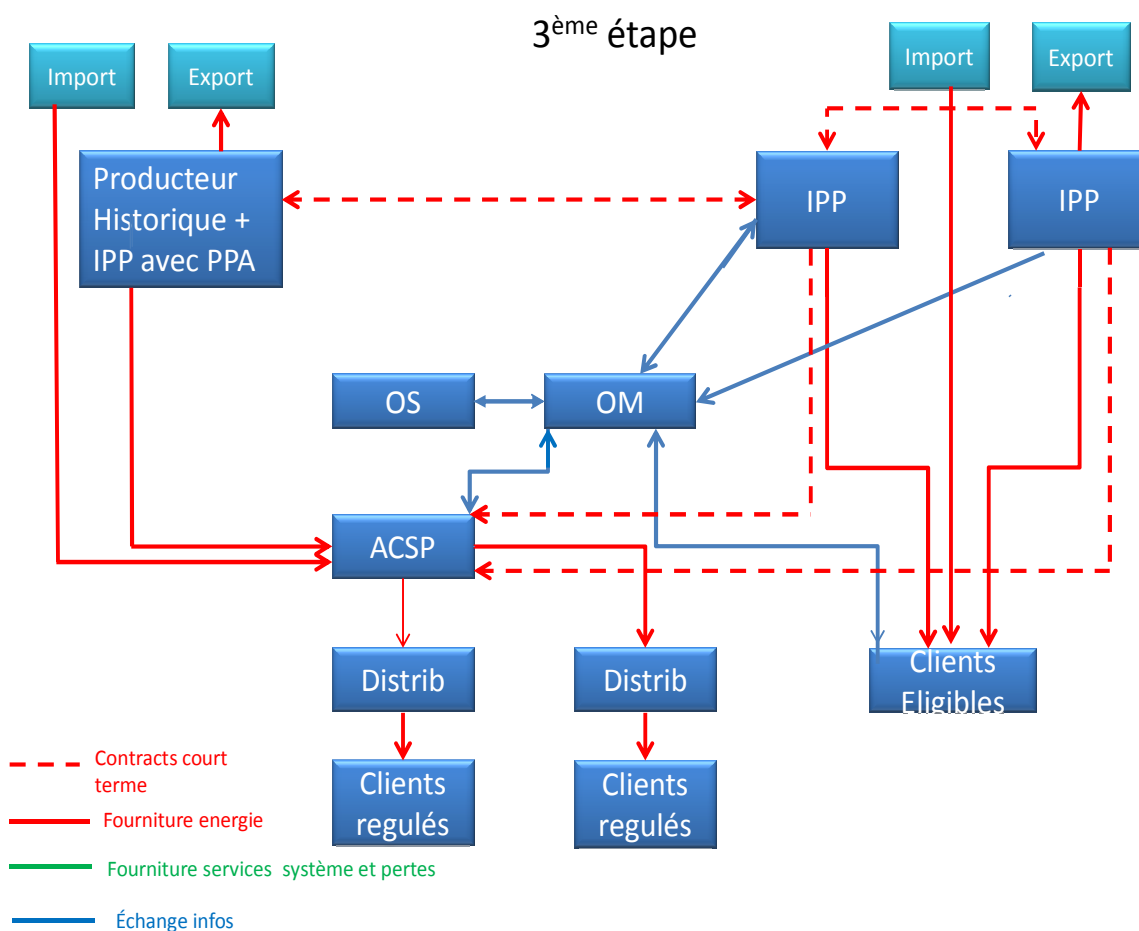 3ème étape
Import
Export
Import
Export
Producteur
Historique +
IPP avec PPA
IPP
IPP
OS
OM
ACSP
Distrib
Distrib
Clients
Eligibles
Clients
regulés
Clients
regulés
Contracts court
terme
Fourniture energie
Fourniture services système et pertes
Échange infos